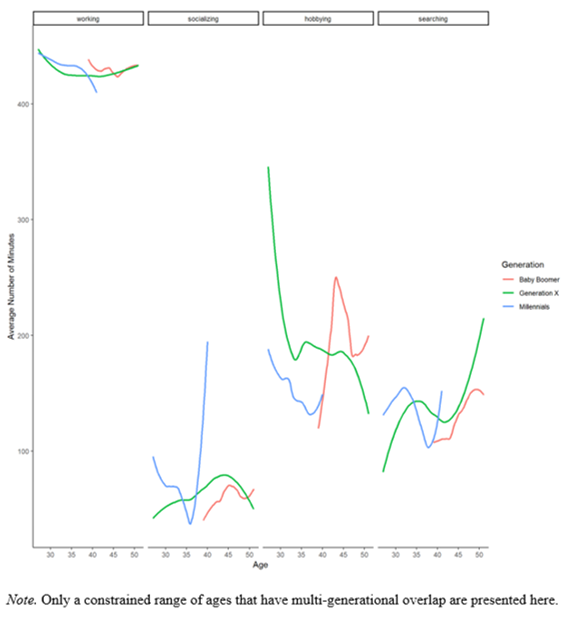 working socializing hobbying searching
400
300
200
100
Average Number of Minutes
30 35 40 45 50 30 35 40 45 50 30 35 40 45 50 30 35 40 45 50
Age
Generation
Baby Boomer
Generation X
Millennials
Note. Only a constrained range of ages that have multi-generational overlap are presented here.